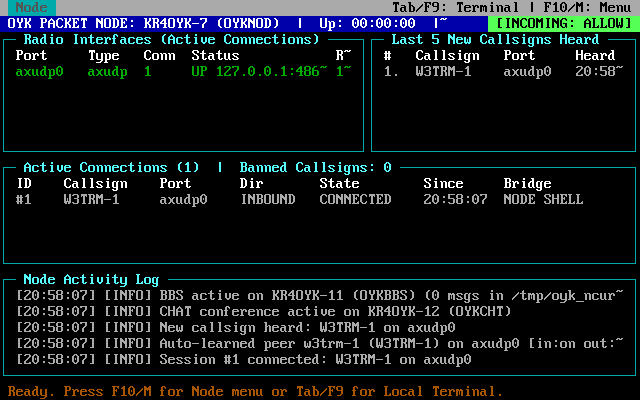 Node Tab/F9: Terminal | F10/M: Menu
OYK PACKET NODE: KR4OYK-7 (OYKNOD) | Up: 00:00:00 |~ [INCOMING: ALLOW]
Radio Interfaces (Active Connections) Last 5 New Callsigns Heard
Port Type Conn Status R~ # Callsign Port Heard
axudp0 axudp 1 UP 127.0.0.1:486~ 1~ 1. W3TRM-1 axudp0 20:58~
Active Connections (1) | Banned Callsigns: 0
ID Callsign Port Dir State Since Bridge
#1 W3TRM-1 axudp0 INBOUND CONNECTED 20:58:07 NODE SHELL
Node Activity Log
[20:58:07] [INFO] BBS active on KR4OYK-11 (OYKBBS) (0 msgs in /tmp/oyk_ncur~
[20:58:07] [INFO] CHAT conference active on KR4OYK-12 (OYKCHT)
[20:58:07] [INFO] New callsign heard: W3TRM-1 on axudp0
[20:58:07] [INFO] Auto-learned peer w3trm-1 (W3TRM-1) on axudp0 [in:on out:~
[20:58:07] [INFO] Session #1 connected: W3TRM-1 on axudp0
Ready. Press F10/M for Node menu or Tab/F9 for Local Terminal.